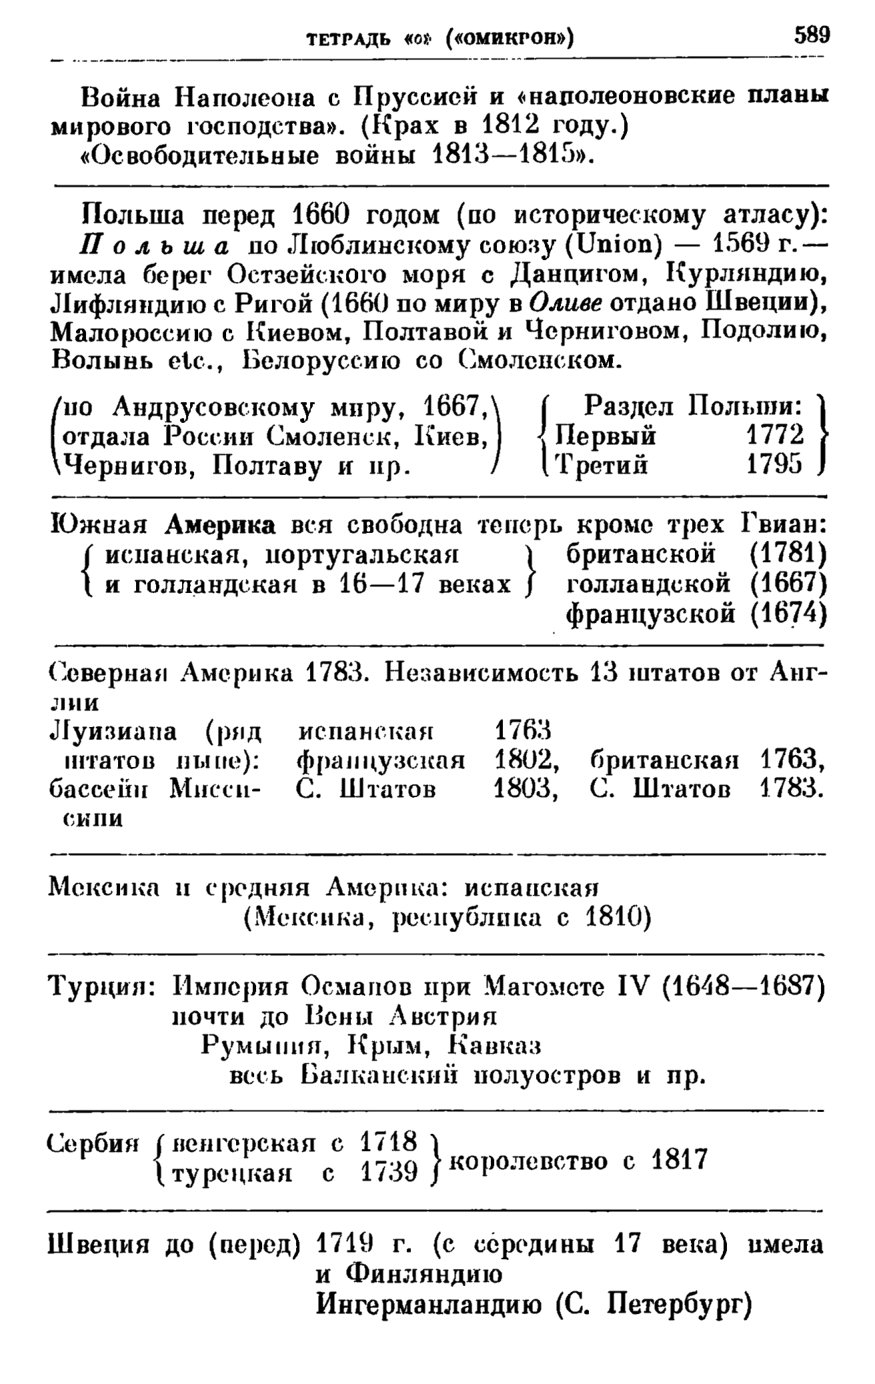 ТЕТРАДЬ «ο» («ОМИКРОН») 589
Война Наполеона с Пруссией и «наполеоновские планы
мирового господства». (Крах в 1812 году.)
«Освободительные войны 1813—1815».
Польша перед 1660 годом (по историческому атласу):
Польша по Люблинскому союзу (Union) — 1569 г.—
имела берег Остзейского моря с Данцигом, Курляндию,
Лифляндию с Ригой (1660 по миру в Оливе отдано Швеции),
Малороссию с Киевом, Полтавой и Черниговом, Подолию,
Волынь etc., Белоруссию со Смоленском.
(по Андрусовскому миру, 1667,) { Раздел Польши: }
(отдала России Смоленск, Киев,) { Первый 1772 }
(Чернигов, Полтаву и пр.) { Третий 1795 }
Южная Америка вся свободна теперь кроме трех Гвиан:
{ испанская, португальская } британской (1781)
{ и голландская в 16—17 веках } голландской (1667)
французской (1674)
Северная Америка 1783. Независимость 13 штатов от Анг-
лии
Луизиана (ряд испанская 1763
штатов ныне): французская 1802, британская 1763,
бассейн Мисси- С. Штатов 1803, С. Штатов 1783.
сипи
Мексика и средняя Америка: испанская
(Мексика, республика с 1810)
Турция: Империя Османов при Магомете IV (1648—1687)
почти до Вены Австрия
Румыния, Крым, Кавказ
весь Балканский полуостров и пр.
Сербия { венгерская с 1718 }
{ турецкая с 1739 } королевство с 1817
Швеция до (перед) 1719 г. (с середины 17 века) имела
и Финляндию
Ингерманландию (С. Петербург)